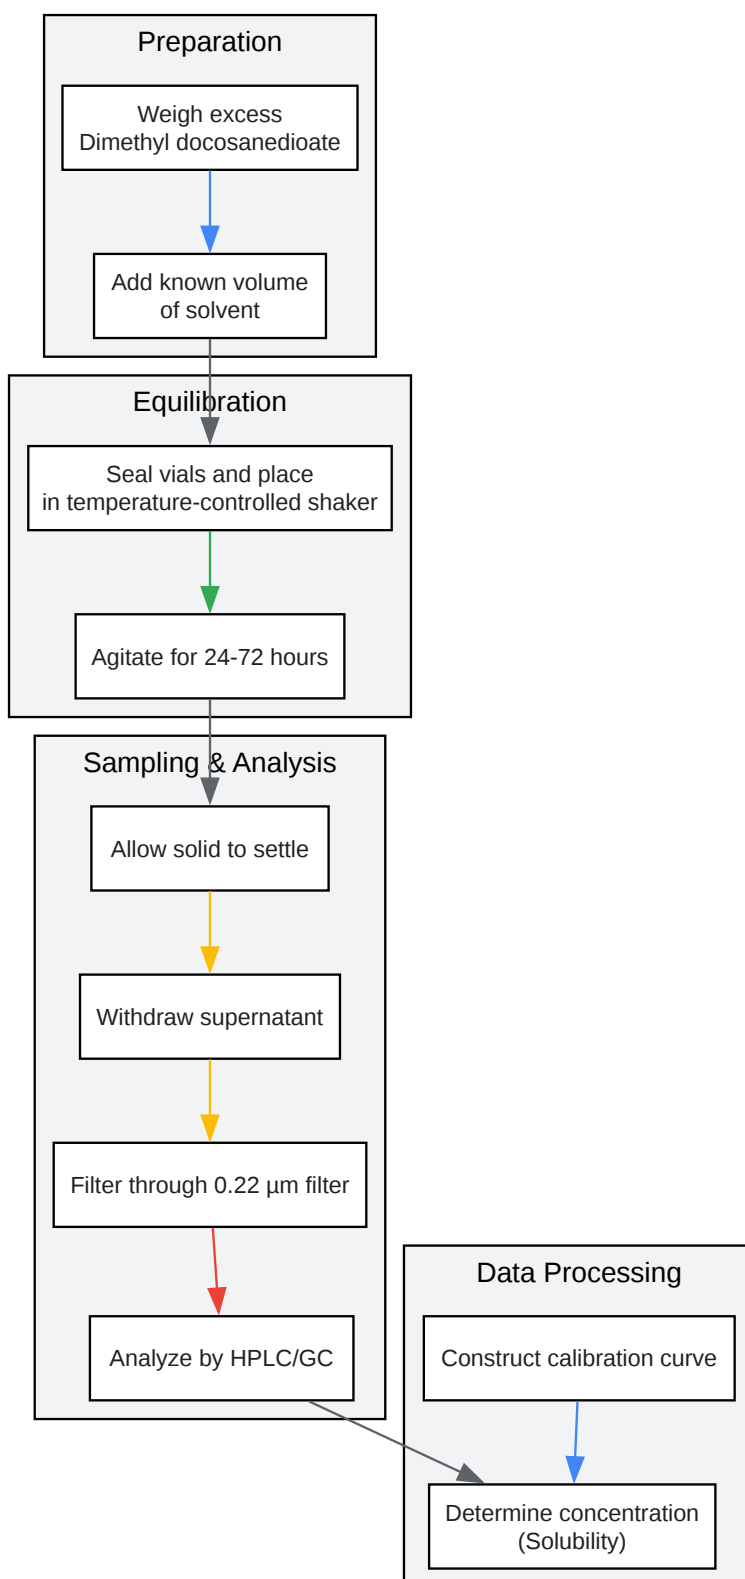 Preparation
Weigh excess
Dimethyl docosanedioate
Add known volume
of solvent
Equilibration
Seal vials and place
in temperature-controlled shaker
Agitate for 24-72 hours
Sampling & Analysis
Allow solid to settle
Withdraw supernatant
Filter through 0.22 µm filter
Analyze by HPLC/GC
Data Processing
Construct calibration curve
Determine concentration
(Solubility)